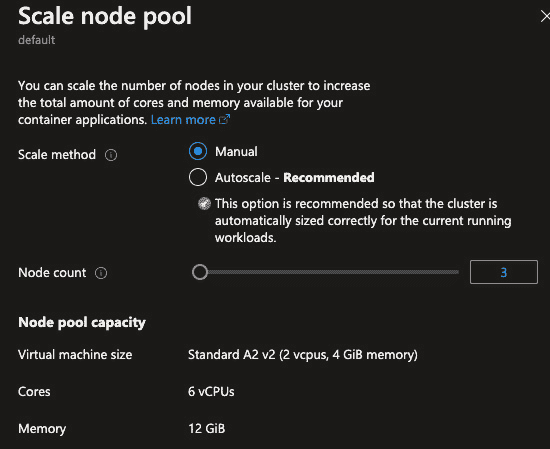 Scale node pool
default
You can scale the number of nodes in your cluster to increase
the total amount of cores and memory available for your
container applications. Learn more
Scale method
Manual
Autoscale - Recommended
This option is recommended so that the cluster is
automatically sized correctly for the current running
workloads.
Node count
3
Node pool capacity
Virtual machine size Standard A2 v2 (2 vcpus, 4 GiB memory)
Cores 6 vCPUs
Memory 12 GiB